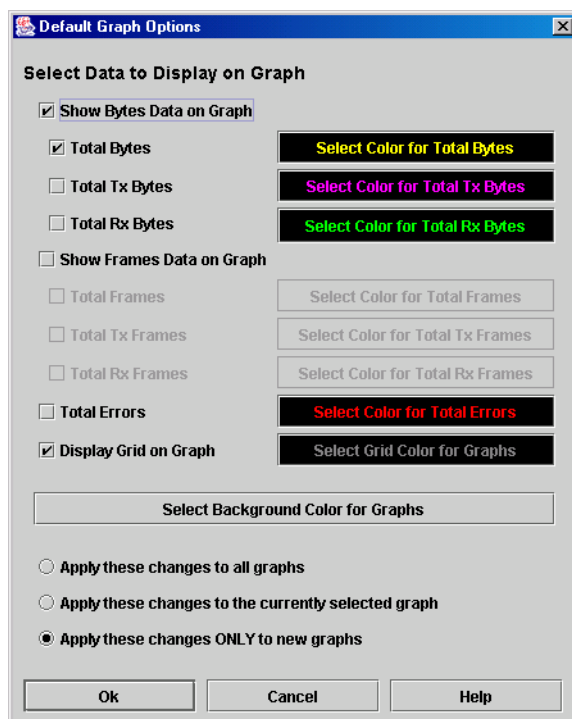 Default Graph Options
Select Data to Display on Graph
Show Bytes Data on Graph
Total Bytes Select Color for Total Bytes
Total Tx Bytes Select Color for Total Tx Bytes
Total Rx Bytes Select Color for Total Rx Bytes
Show Frames Data on Graph
Total Frames Select Color for Total Frames
Total Tx Frames Select Color for Total Tx Frames
Total Rx Frames Select Color for Total Rx Frames
Total Errors Select Color for Total Errors
Display Grid on Graph Select Grid Color for Graphs
Select Background Color for Graphs
Apply these changes to all graphs
Apply these changes to the currently selected graph
Apply these changes ONLY to new graphs
Ok Cancel Help